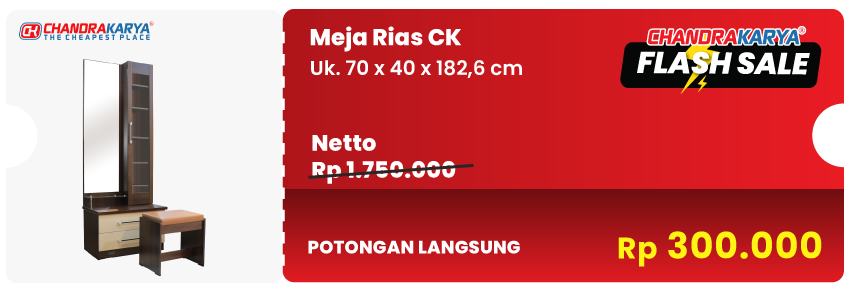 CK CHANDRAKARYA®
THE CHEAPEST PLACE
Meja Rias CK
Uk. 70 x 40 x 182,6 cm
CHANDRAKARYA®
FLASH SALE
Netto
Rp 1.750.000
POTONGAN LANGSUNG
Rp 300.000